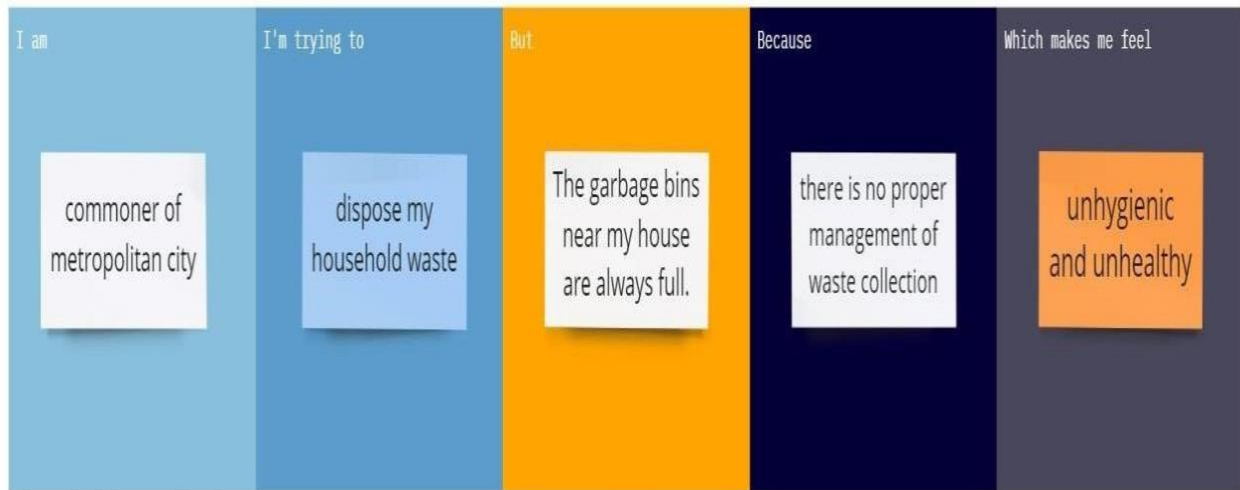 I am
commoner of
metropolitan city
I'm trying to
dispose my
household waste
But
The garbage bins
near my house
are always full.
Because
there is no proper
management of
waste collection
Which makes me feel
unhygienic
and unhealthy